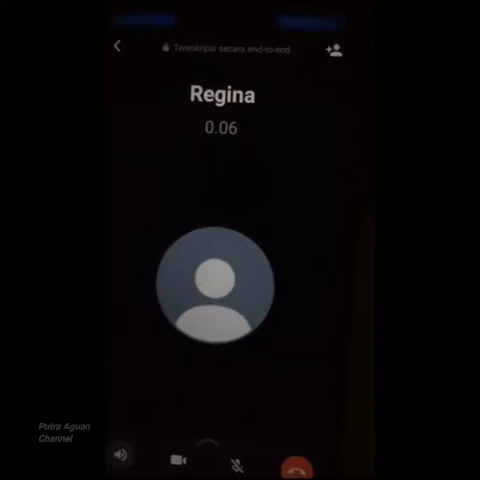 Terenkripsi secara end-to-end
Regina
0.06
Putra Aguan
Channel